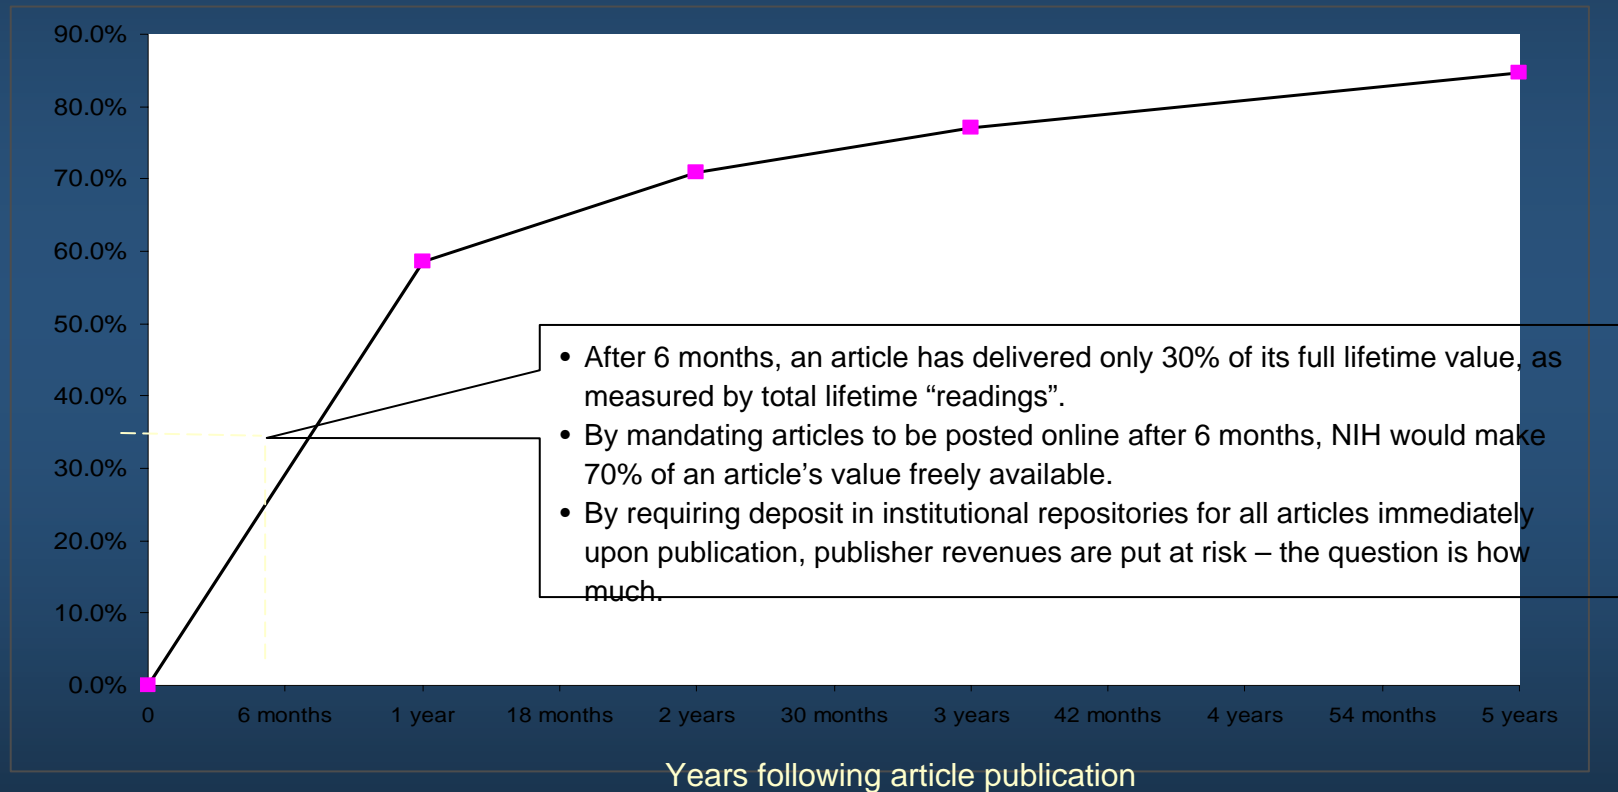 90.0%
80.0%
70.0%
60.0%
50.0%
40.0%
30.0%
20.0%
10.0%
0.0%
• After 6 months, an article has delivered only 30% of its full lifetime value, as
measured by total lifetime “readings”.
• By mandating articles to be posted online after 6 months, NIH would make
70% of an article’s value freely available.
• By requiring deposit in institutional repositories for all articles immediately
upon publication, publisher revenues are put at risk – the question is how
much.
0 6 months 1 year 18 months 2 years 30 months 3 years 42 months 4 years 54 months 5 years
Years following article publication